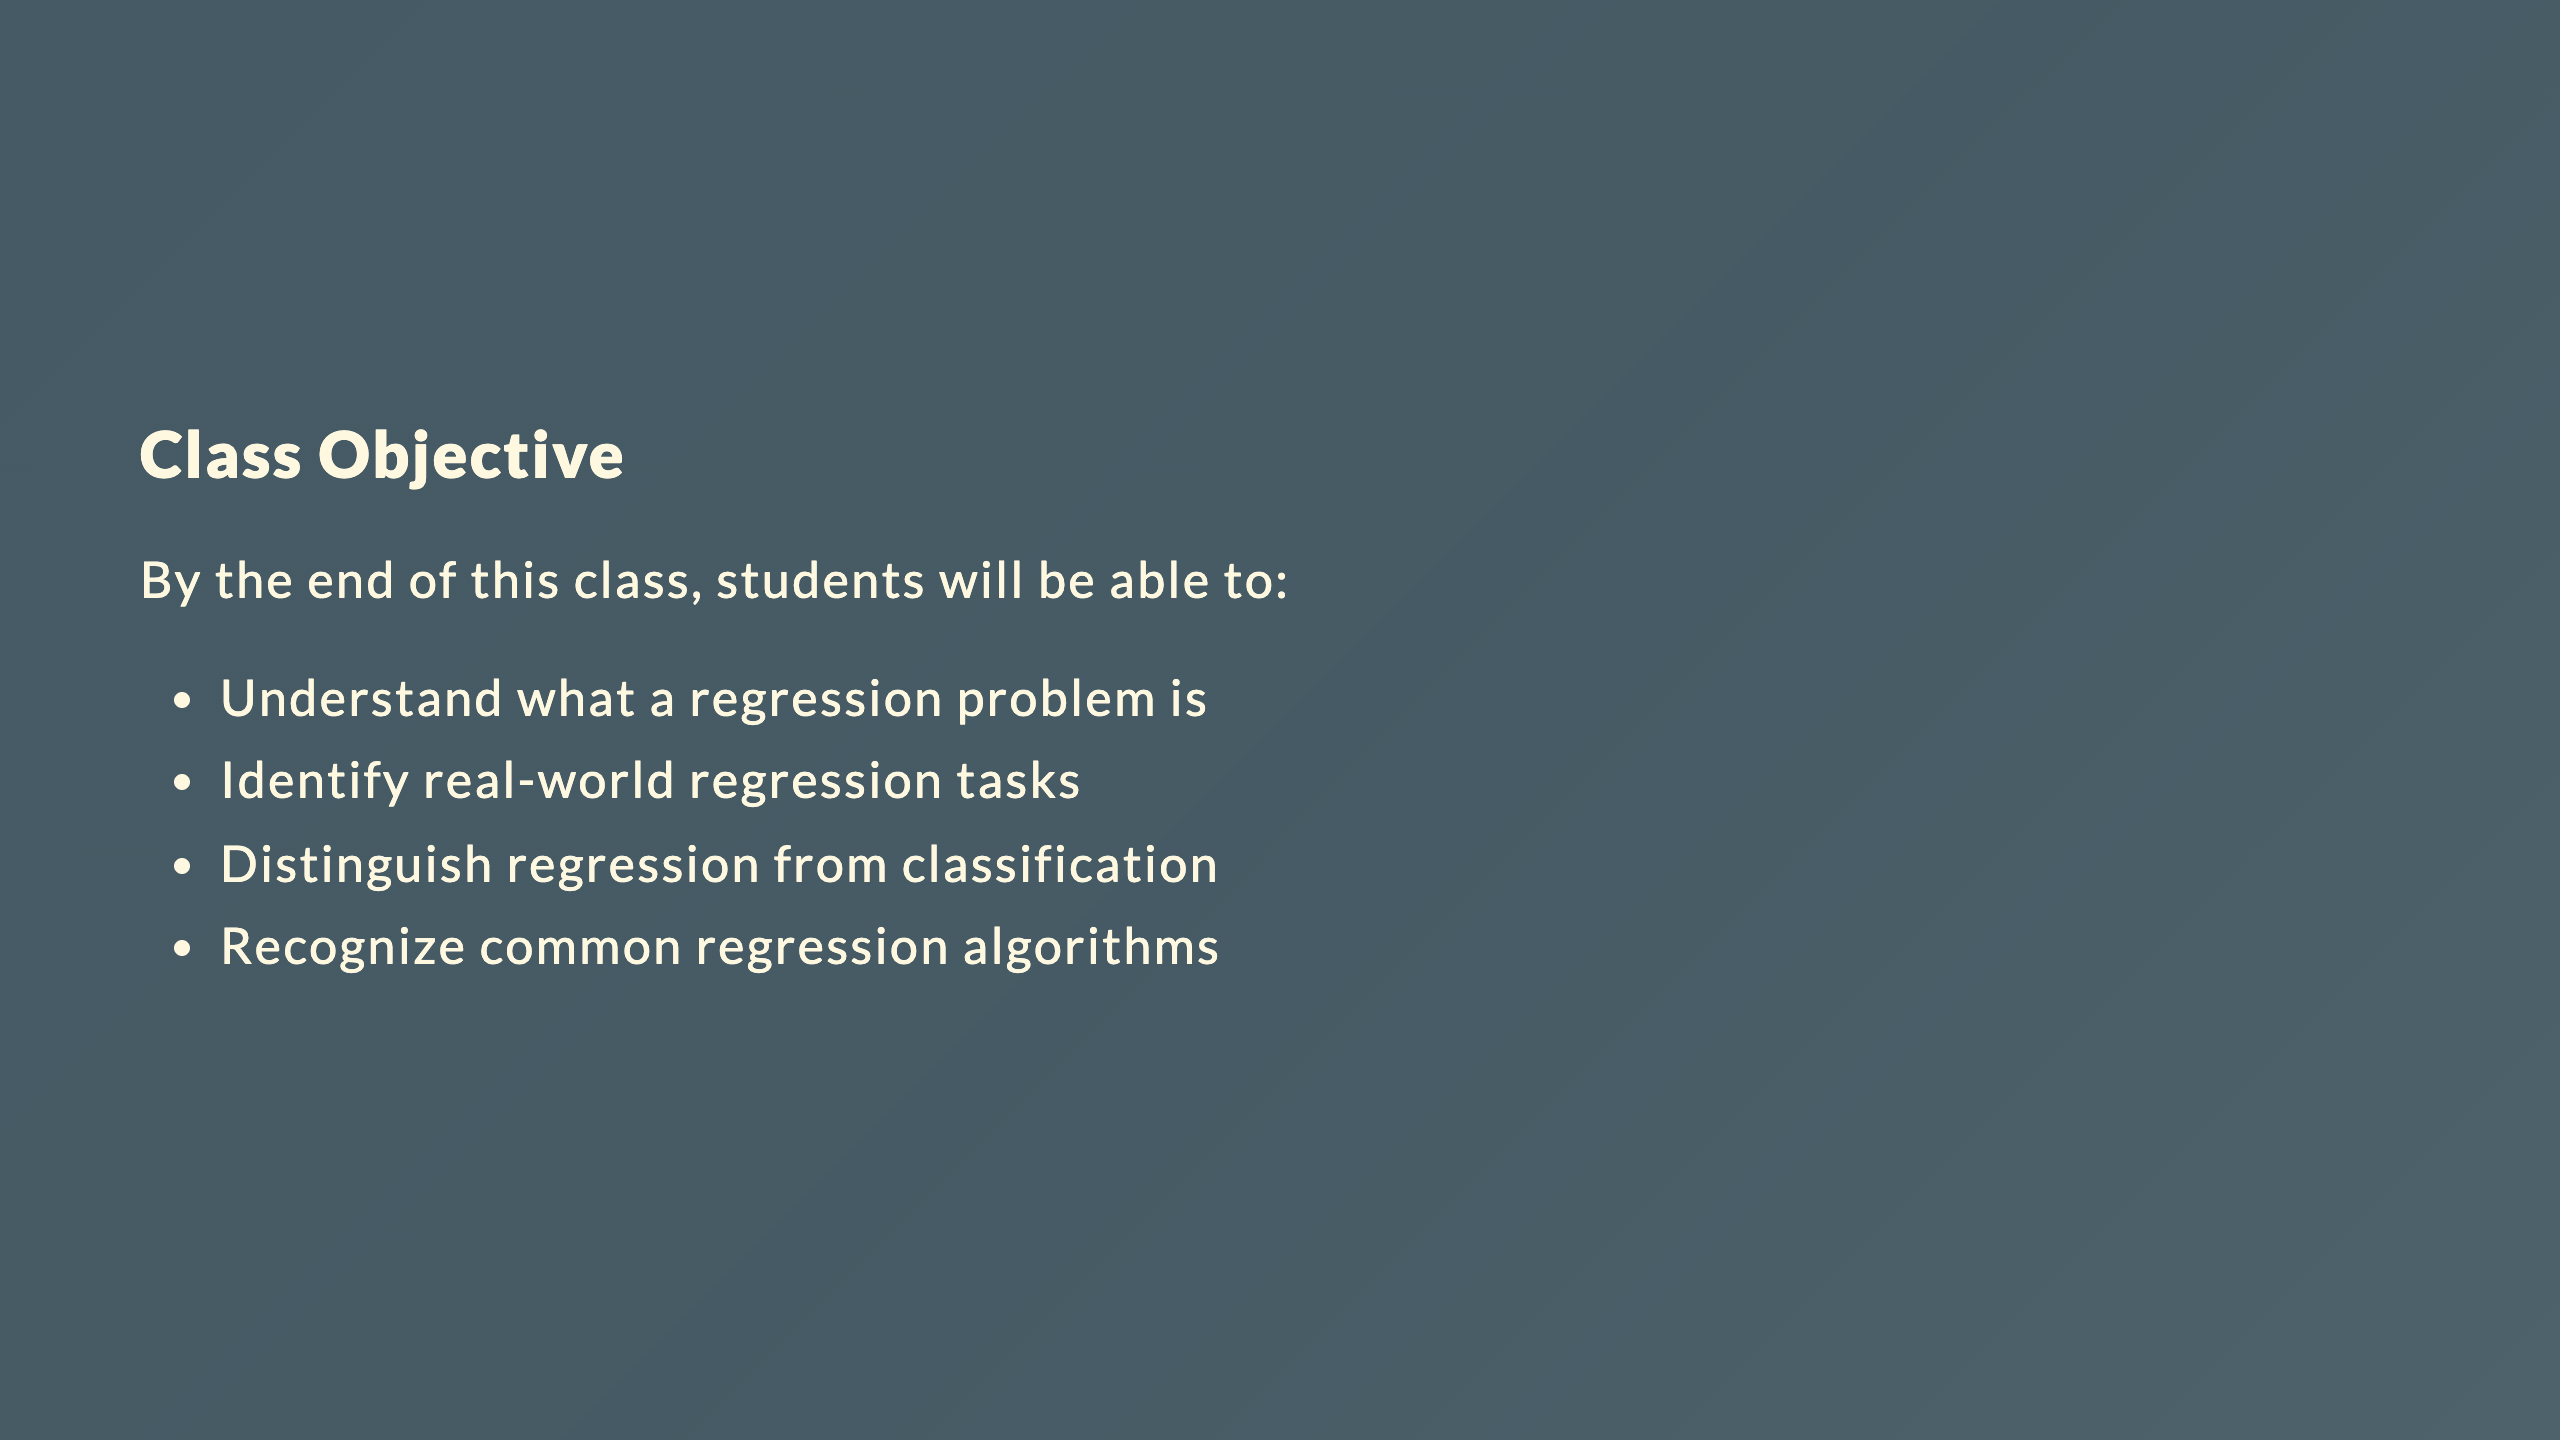 Class Objective
By the end of this class, students will be able to:
• Understand what a regression problem is
• Identify real-world regression tasks
• Distinguish regression from classification
• Recognize common regression algorithms